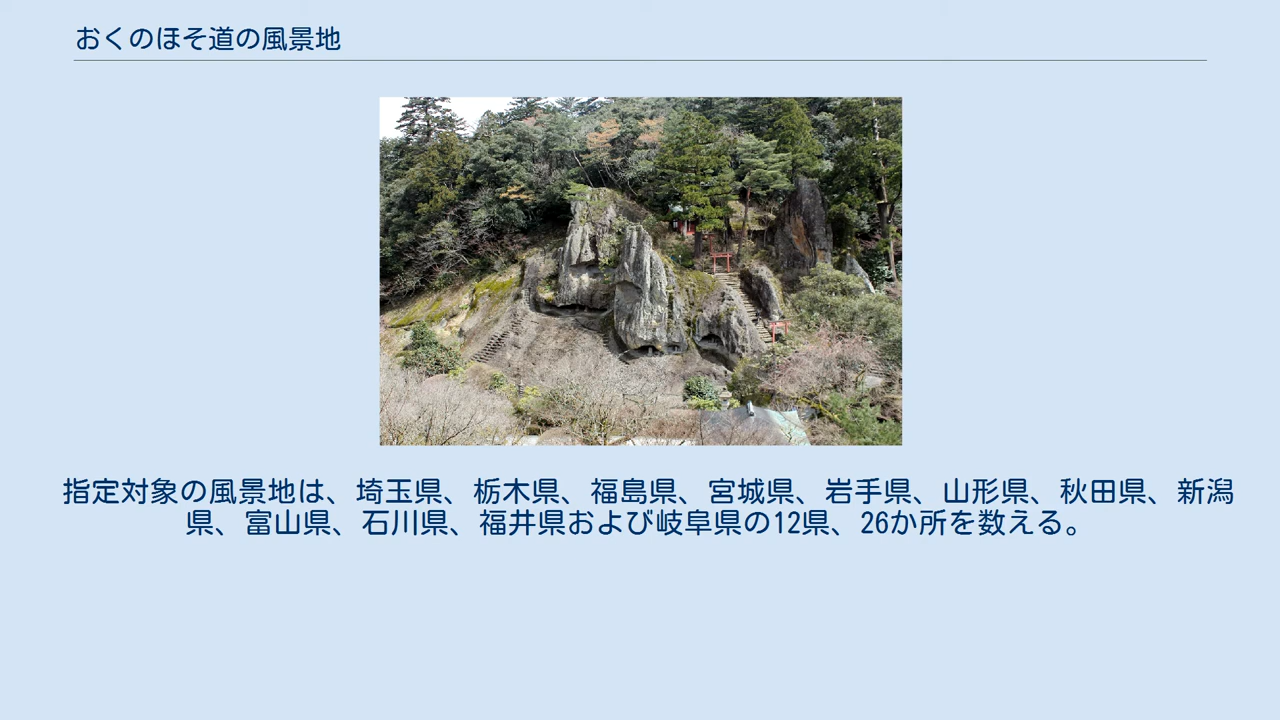 おくのほそ道の風景地
指定対象の風景地は、埼玉県、栃木県、福島県、宮城県、岩手県、山形県、秋田県、新潟
県、富山県、石川県、福井県および岐阜県の12県、26か所を数える。